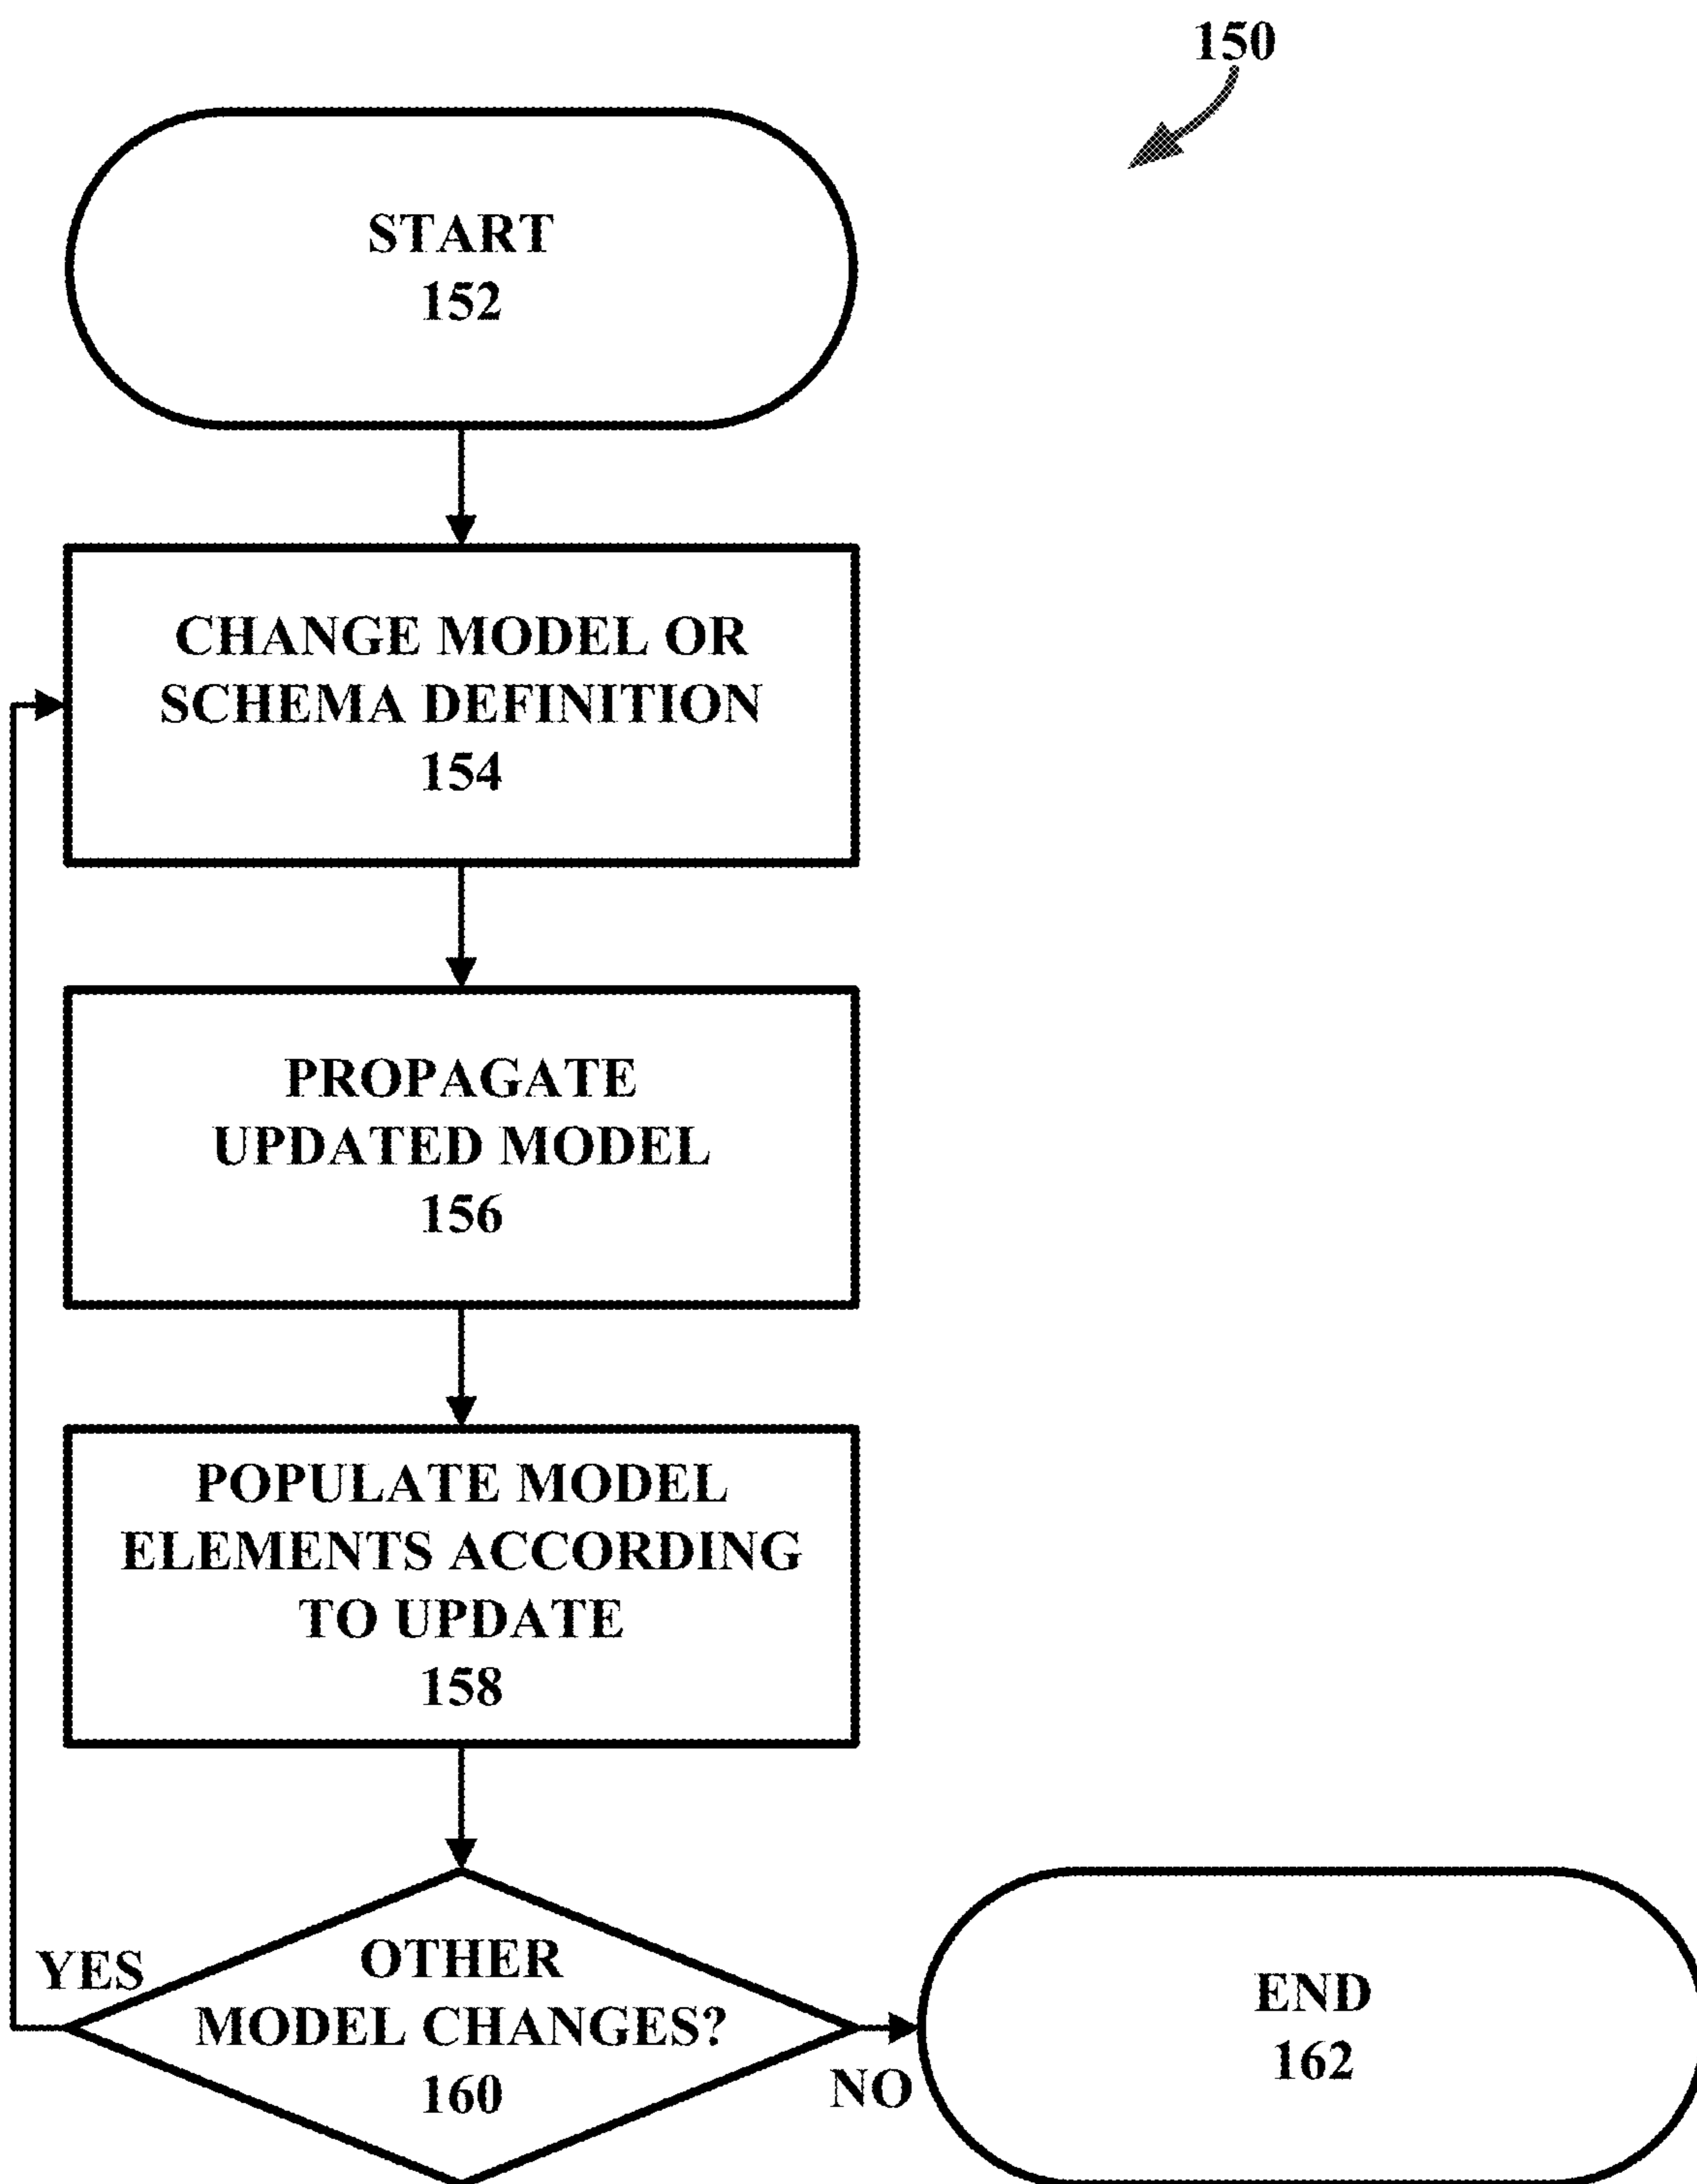 150
START
152
CHANGE MODEL OR
SCHEMA DEFINITION
154
PROPAGATE
UPDATED MODEL
156
POPULATE MODEL
ELEMENTS ACCORDING
TO UPDATE
158
YES
OTHER
MODEL CHANGES?
160
NO
END
162